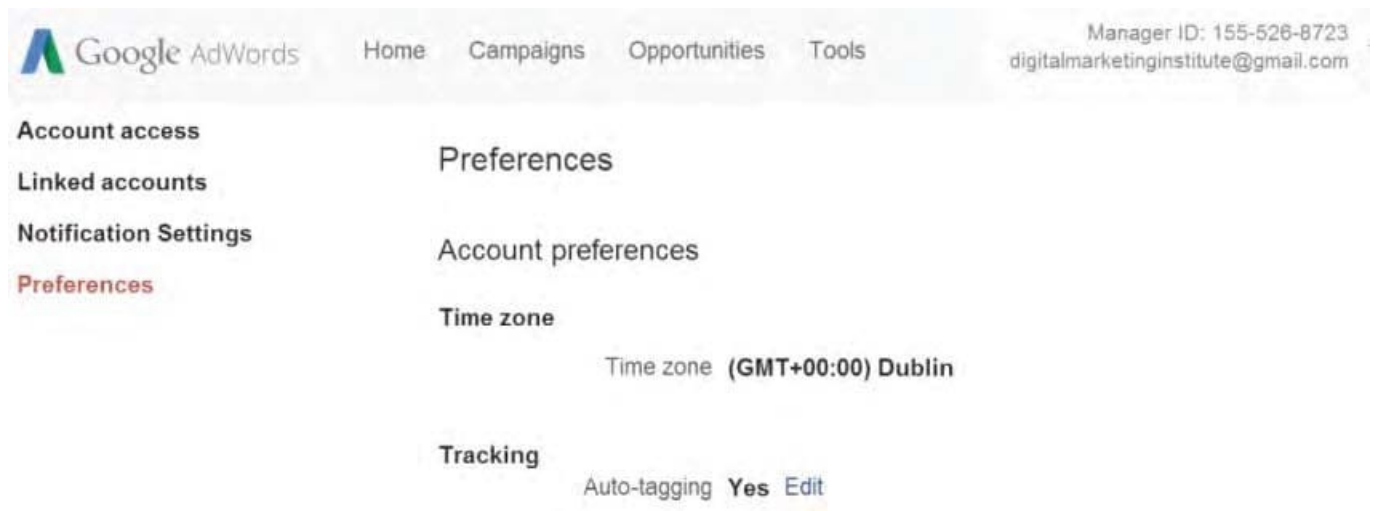 Google AdWords Home Campaigns Opportunities Tools
Manager ID: 155-526-8723
digitalmarketinginstitute@gmail.com
Account access
Linked accounts
Notification Settings
Preferences
Preferences
Account preferences
Time zone
Time zone (GMT+00:00) Dublin
Tracking
Auto-tagging Yes Edit